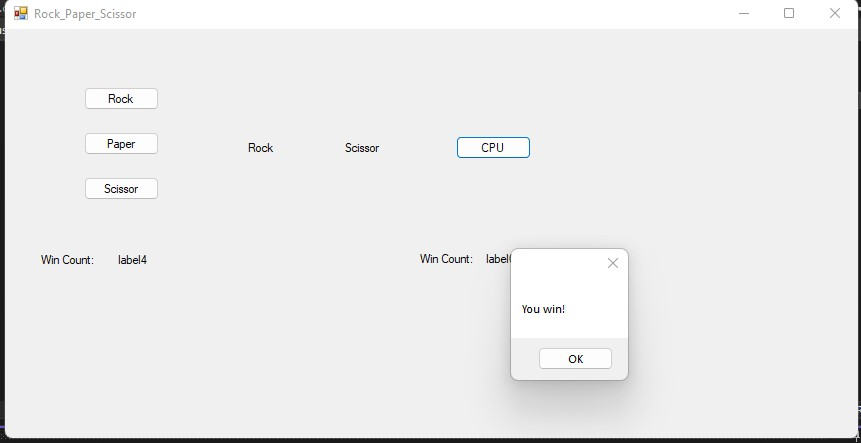 Rock_Paper_Scissor
Rock
Paper
Rock Scissor CPU
Scissor
Win Count: label4 Win Count:
You win!
OK